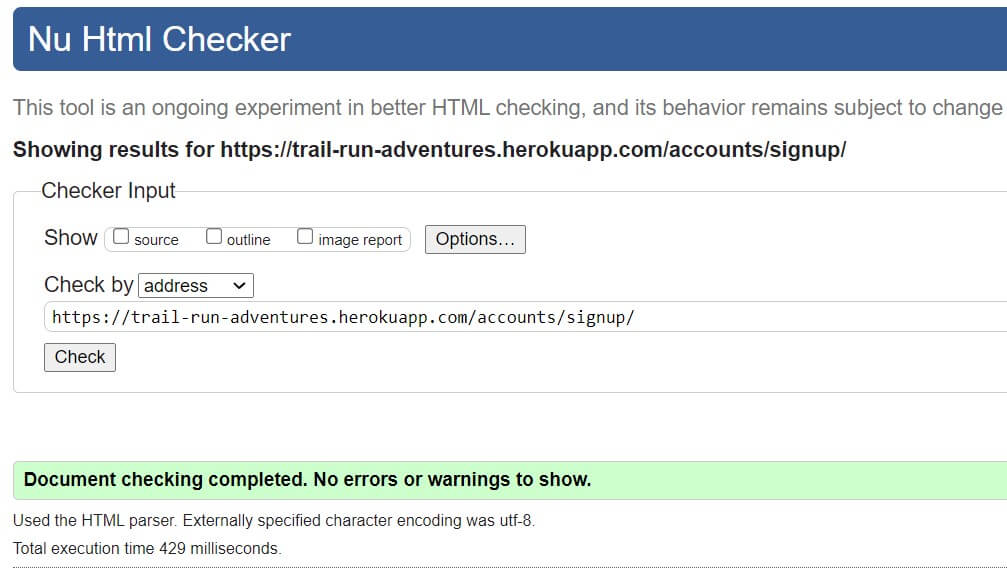 Nu Html Checker
This tool is an ongoing experiment in better HTML checking, and its behavior remains subject to change
Showing results for https://trail-run-adventures.herokuapp.com/accounts/signup/
Checker Input
Show source outline image report Options...
Check by address
https://trail-run-adventures.herokuapp.com/accounts/signup/
Check
Document checking completed. No errors or warnings to show.
Used the HTML parser. Externally specified character encoding was utf-8.
Total execution time 429 milliseconds.